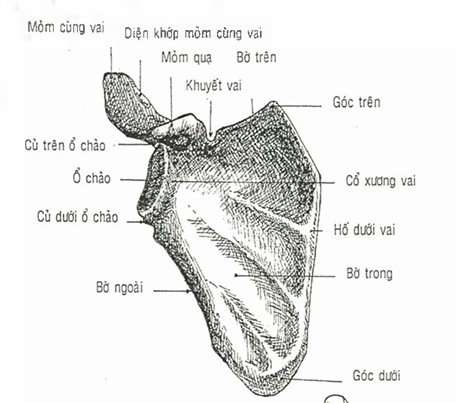 Mỏm cùng vai
Diện khớp mỏm cùng vai
Mỏm quạ
Bờ trên
Khuyết vai
Góc trên
Củ trên ổ chảo
Ổ chảo
Cổ xương vai
Củ dưới ổ chảo
Hố dưới vai
Bờ trong
Bờ ngoài
Góc dưới